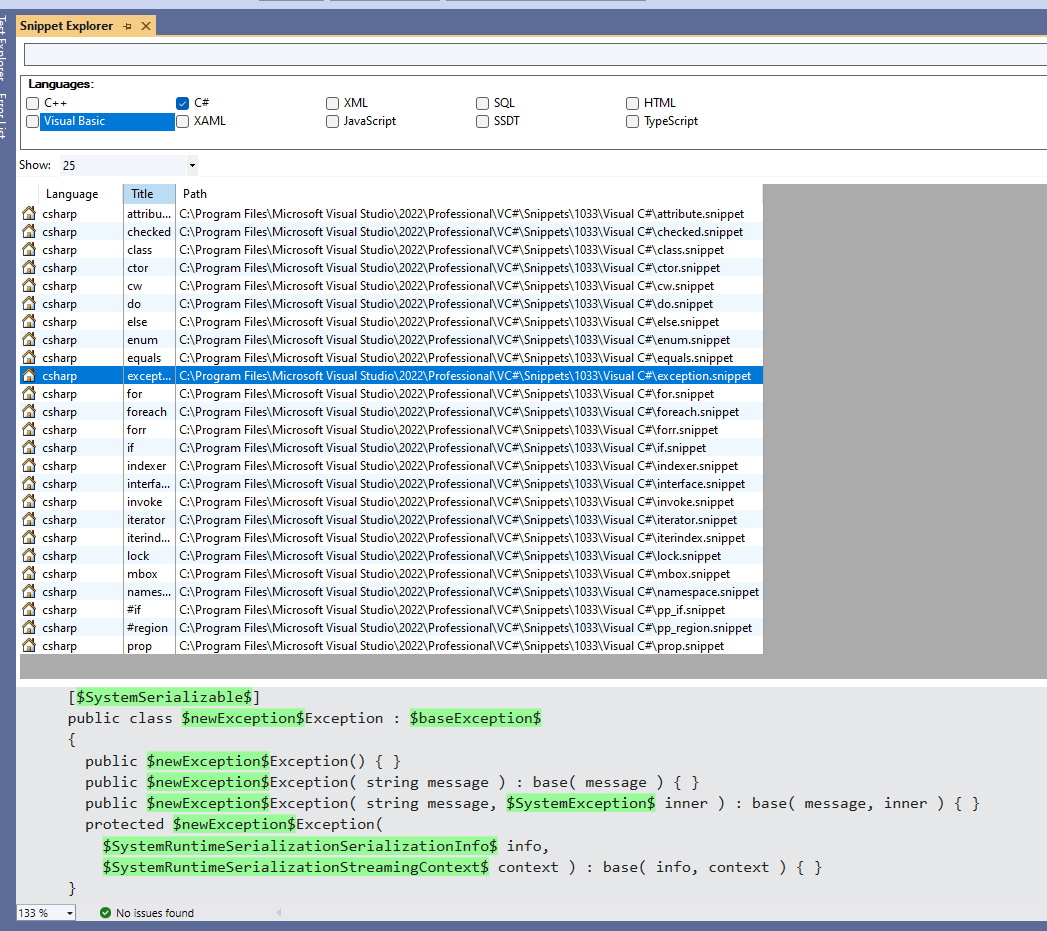 Test Explorer Error List
Snippet Explorer
Languages:
C++ C# XML SQL HTML
Visual Basic XAML JavaScript SSDT TypeScript
Show: 25
Language Title Path
csharp attribu... C:\Program Files\Microsoft Visual Studio\2022\Professional\VC#\Snippets\1033\Visual C#\attribute.snippet
csharp checked C:\Program Files\Microsoft Visual Studio\2022\Professional\VC#\Snippets\1033\Visual C#\checked.snippet
csharp class C:\Program Files\Microsoft Visual Studio\2022\Professional\VC#\Snippets\1033\Visual C#\class.snippet
csharp ctor C:\Program Files\Microsoft Visual Studio\2022\Professional\VC#\Snippets\1033\Visual C#\ctor.snippet
csharp cw C:\Program Files\Microsoft Visual Studio\2022\Professional\VC#\Snippets\1033\Visual C#\cw.snippet
csharp do C:\Program Files\Microsoft Visual Studio\2022\Professional\VC#\Snippets\1033\Visual C#\do.snippet
csharp else C:\Program Files\Microsoft Visual Studio\2022\Professional\VC#\Snippets\1033\Visual C#\else.snippet
csharp enum C:\Program Files\Microsoft Visual Studio\2022\Professional\VC#\Snippets\1033\Visual C#\enum.snippet
csharp equals C:\Program Files\Microsoft Visual Studio\2022\Professional\VC#\Snippets\1033\Visual C#\equals.snippet
csharp except... C:\Program Files\Microsoft Visual Studio\2022\Professional\VC#\Snippets\1033\Visual C#\exception.snippet
csharp for C:\Program Files\Microsoft Visual Studio\2022\Professional\VC#\Snippets\1033\Visual C#\for.snippet
csharp foreach C:\Program Files\Microsoft Visual Studio\2022\Professional\VC#\Snippets\1033\Visual C#\foreach.snippet
csharp forr C:\Program Files\Microsoft Visual Studio\2022\Professional\VC#\Snippets\1033\Visual C#\forr.snippet
csharp if C:\Program Files\Microsoft Visual Studio\2022\Professional\VC#\Snippets\1033\Visual C#\if.snippet
csharp indexer C:\Program Files\Microsoft Visual Studio\2022\Professional\VC#\Snippets\1033\Visual C#\indexer.snippet
csharp interfa... C:\Program Files\Microsoft Visual Studio\2022\Professional\VC#\Snippets\1033\Visual C#\interface.snippet
csharp invoke C:\Program Files\Microsoft Visual Studio\2022\Professional\VC#\Snippets\1033\Visual C#\invoke.snippet
csharp iterator C:\Program Files\Microsoft Visual Studio\2022\Professional\VC#\Snippets\1033\Visual C#\iterator.snippet
csharp iterind... C:\Program Files\Microsoft Visual Studio\2022\Professional\VC#\Snippets\1033\Visual C#\iterindex.snippet
csharp lock C:\Program Files\Microsoft Visual Studio\2022\Professional\VC#\Snippets\1033\Visual C#\lock.snippet
csharp mbox C:\Program Files\Microsoft Visual Studio\2022\Professional\VC#\Snippets\1033\Visual C#\mbox.snippet
csharp names... C:\Program Files\Microsoft Visual Studio\2022\Professional\VC#\Snippets\1033\Visual C#\namespace.snippet
csharp #if C:\Program Files\Microsoft Visual Studio\2022\Professional\VC#\Snippets\1033\Visual C#\pp_if.snippet
csharp #region C:\Program Files\Microsoft Visual Studio\2022\Professional\VC#\Snippets\1033\Visual C#\pp_region.snippet
csharp prop C:\Program Files\Microsoft Visual Studio\2022\Professional\VC#\Snippets\1033\Visual C#\prop.snippet
[$SystemSerializable$]
public class $newException$Exception : $baseException$
{
public $newException$Exception() { }
public $newException$Exception( string message ) : base( message ) { }
public $newException$Exception( string message, $SystemException$ inner ) : base( message, inner ) { }
protected $newException$Exception(
$SystemRuntimeSerializationSerializationInfo$ info,
$SystemRuntimeSerializationStreamingContext$ context ) : base( info, context ) { }
}
133 % No issues found